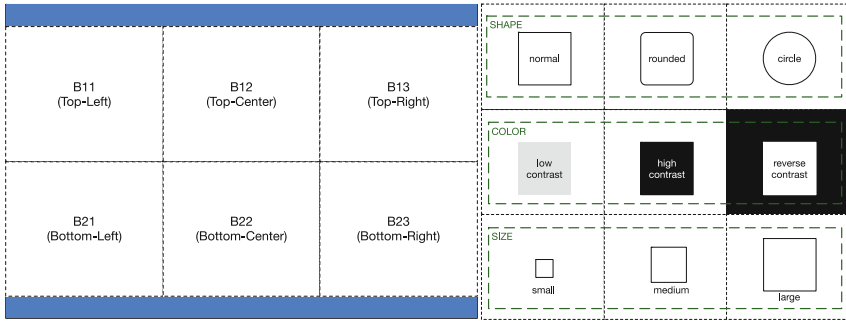 B11
(Top-Left)
B12
(Top-Center)
B13
(Top-Right)
B21
(Bottom-Left)
B22
(Bottom-Center)
B23
(Bottom-Right)
SHAPE
normal
rounded
circle
COLOR
low
contrast
high
contrast
reverse
contrast
SIZE
small
medium
large